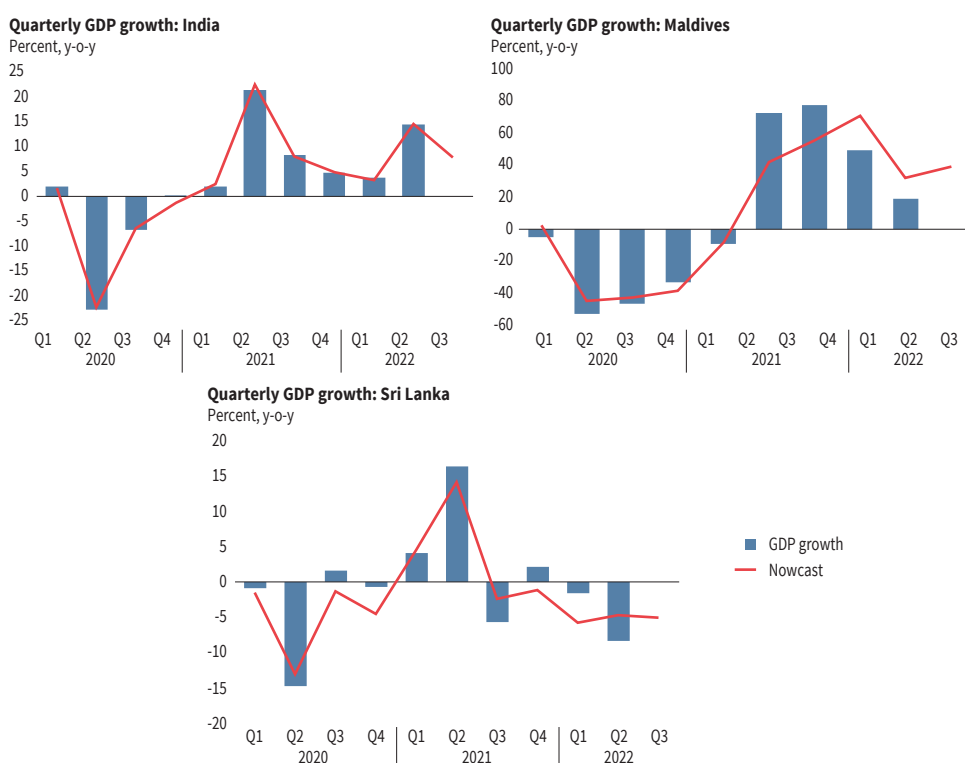 Quarterly GDP growth: India
Percent, y-o-y
25
20
15
10
5
0
-5
-10
-15
-20
-25
Q1 Q2 Q3 Q4 Q1 Q2 Q3 Q4 Q1 Q2 Q3
2020 2021 2022
Quarterly GDP growth: Maldives
Percent, y-o-y
100
80
60
40
20
0
-20
-40
-60
Q1 Q2 Q3 Q4 Q1 Q2 Q3 Q4 Q1 Q2 Q3
2020 2021 2022
Quarterly GDP growth: Sri Lanka
Percent, y-o-y
20
15
10
5
0
-5
-10
-15
-20
Q1 Q2 Q3 Q4 Q1 Q2 Q3 Q4 Q1 Q2 Q3
2020 2021 2022
GDP growth
Nowcast